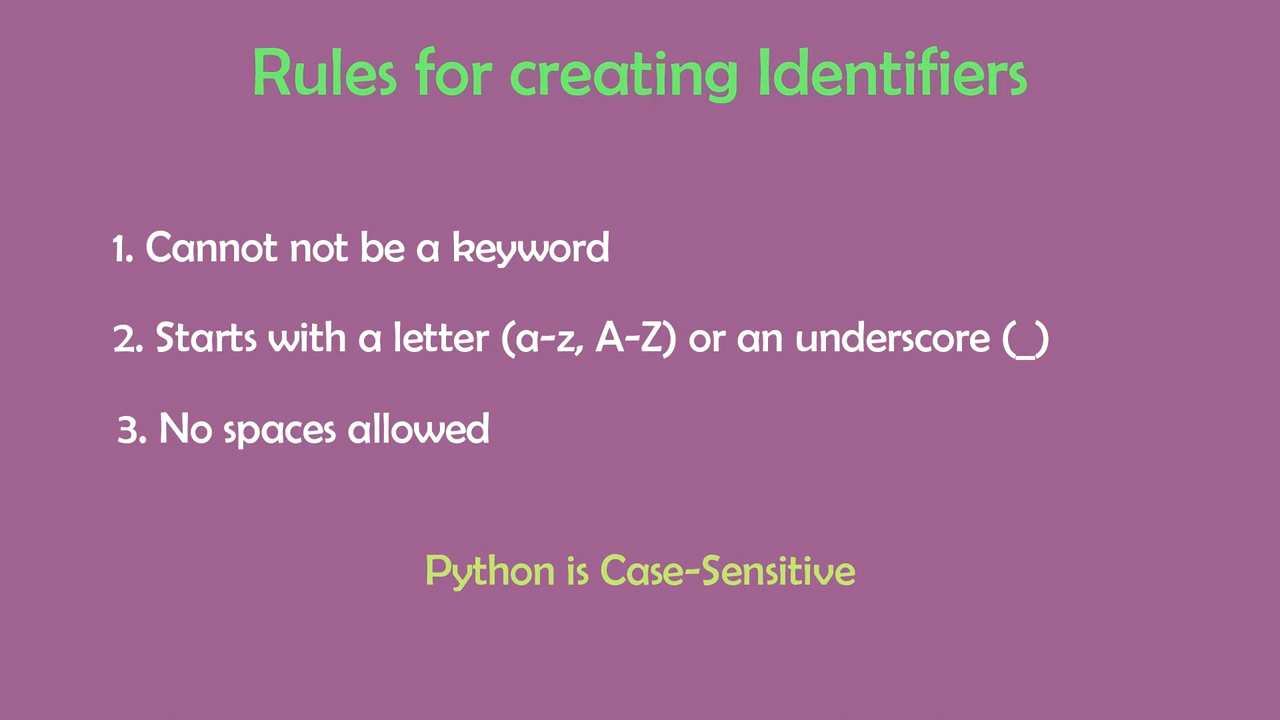 Rules for creating Identifiers
1. Cannot not be a keyword
2. Starts with a letter (a-z, A-Z) or an underscore (_)
3. No spaces allowed
Python is Case-Sensitive